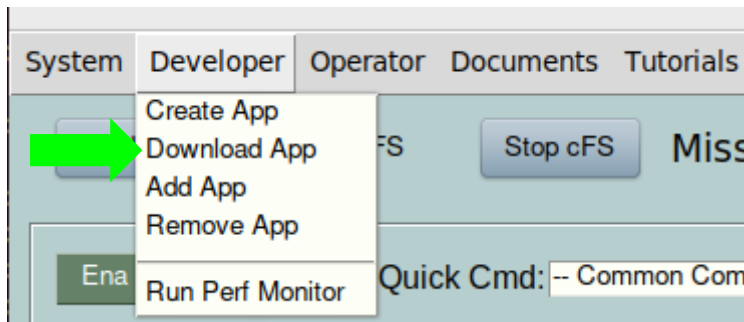 System Developer Operator Documents Tutorials
Create App
Download App
FS Stop cFS Miss
Add App
Remove App
Ena Quick Cmd: -- Common Com
Run Perf Monitor